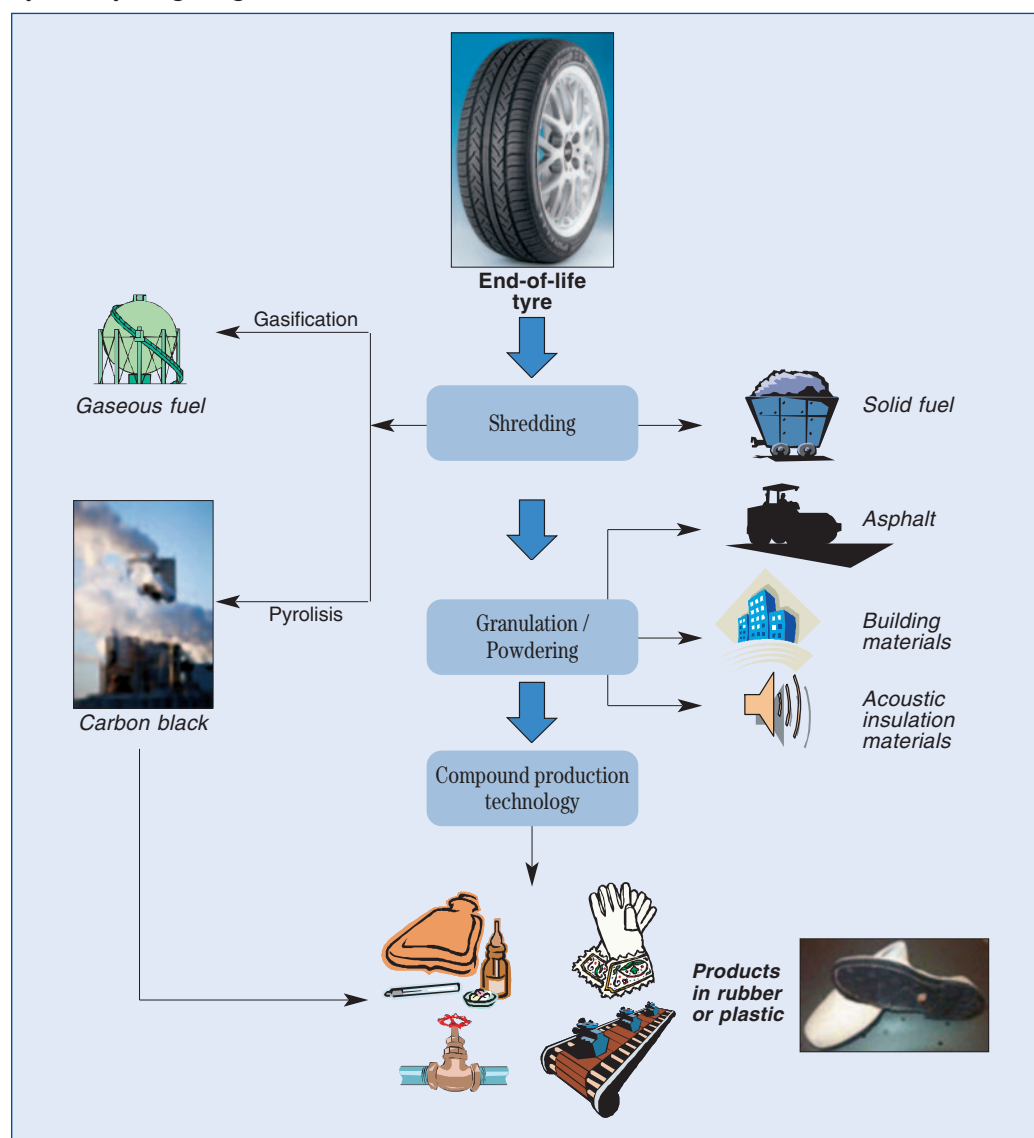 End-of-life
tyre
Gasification
Gaseous fuel
Shredding
Solid fuel
Asphalt
Pyrolisis
Granulation /
Powdering
Building
materials
Carbon black
Acoustic
insulation
materials
Compound production
technology
Products
in rubber
or plastic